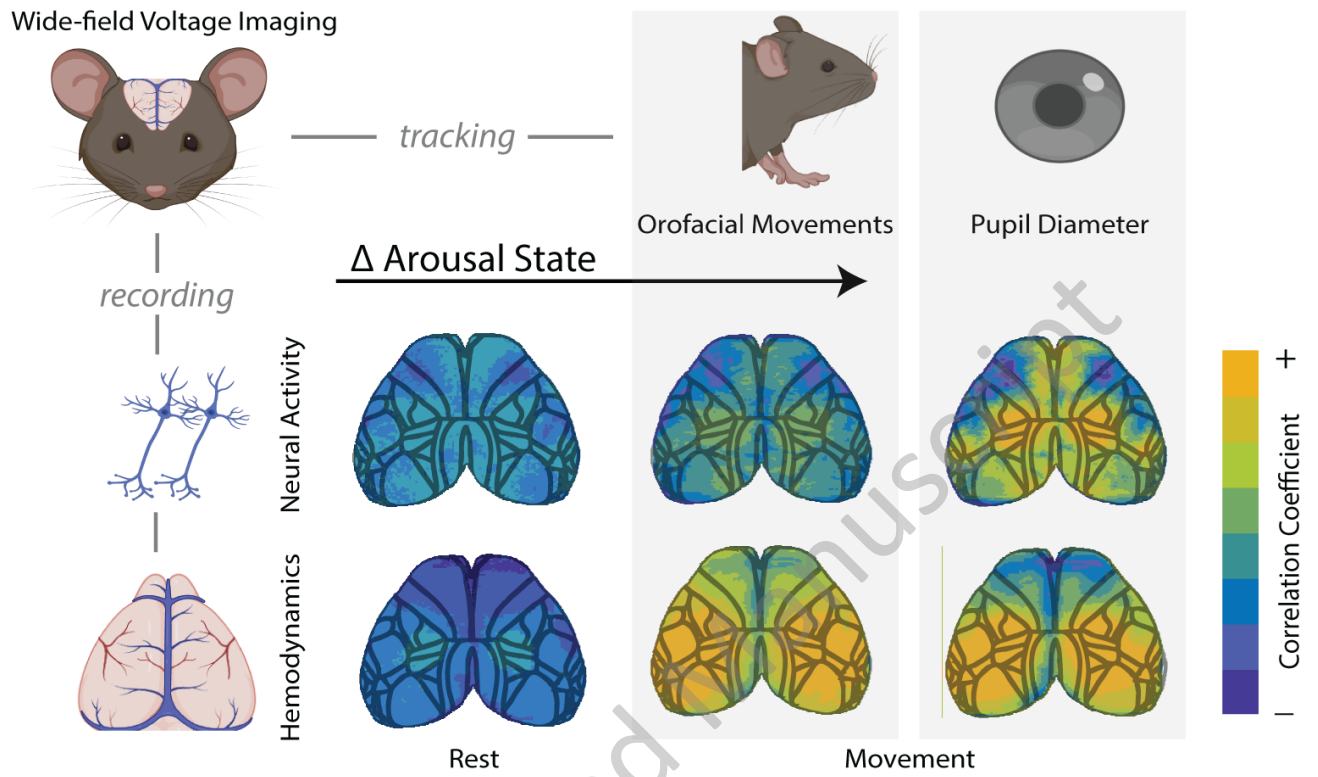 Wide-field Voltage Imaging
tracking
Orofacial Movements
Pupil Diameter
Δ Arousal State
recording
Neural Activity
Hemodynamics
+
Correlation Coefficient
–
Rest
Movement